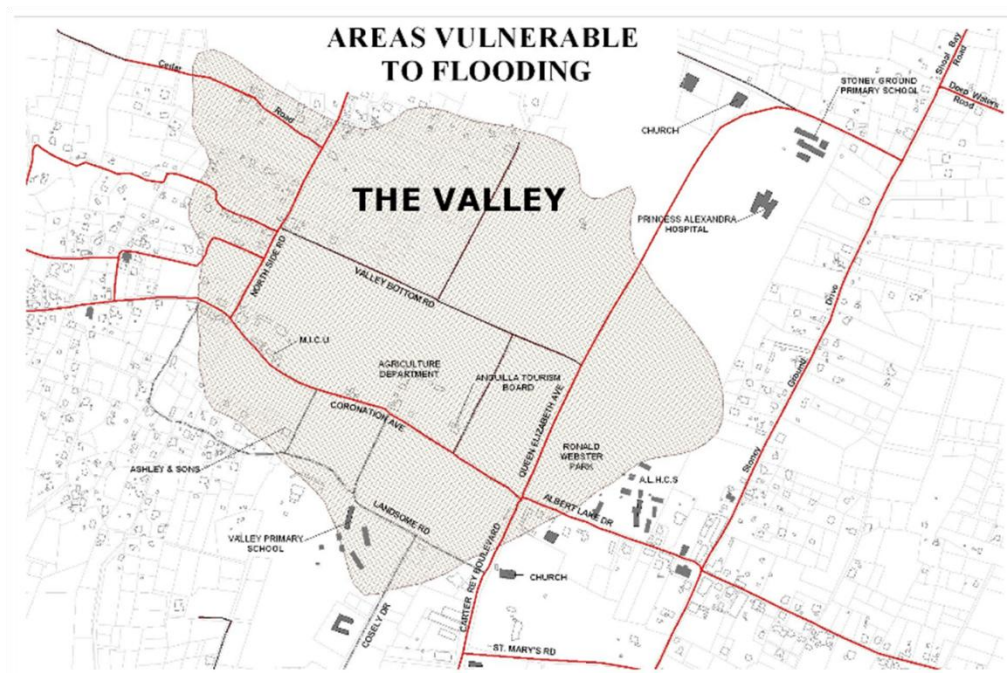 AREAS VULNERABLE
TO FLOODING
Cedar
Road
Shoal Bay
Road
Deep Waters
Road
STONEY GROUND
PRIMARY SCHOOL
CHURCH
THE VALLEY
PRINCESS ALEXANDRA
HOSPITAL
NORTH SIDE RD
VALLEY BOTTOM RD
Stoney
Ground
Drive
M.I.C.U
AGRICULTURE
DEPARTMENT
ANGUILLA TOURISM
BOARD
CORONATION AVE
QUEEN ELIZABETH AVE
RONALD
WEBSTER
PARK
ASHLEY & SONS
A.L.H.C.S
ALBERT LAKE DR
LANDSOME RD
VALLEY PRIMARY
SCHOOL
CARTER REY BOULEVARD
CHURCH
COSELY DR
ST. MARY'S RD